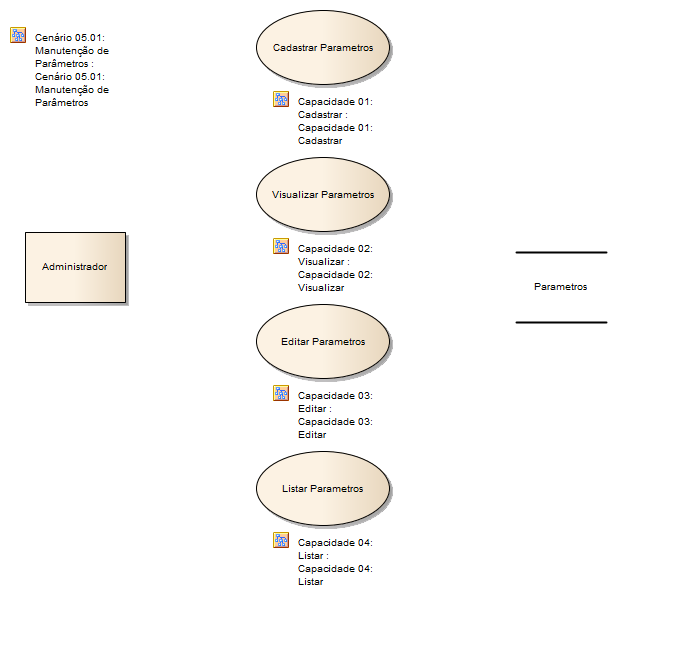 Cenário 05.01:
Manutenção de
Parâmetros :
Cenário 05.01:
Manutenção de
Parâmetros
Cadastrar Parametros
Capacidade 01:
Cadastrar :
Capacidade 01:
Cadastrar
Visualizar Parametros
Administrador
Capacidade 02:
Visualizar :
Capacidade 02:
Visualizar
Parametros
Editar Parametros
Capacidade 03:
Editar :
Capacidade 03:
Editar
Listar Parametros
Capacidade 04:
Listar :
Capacidade 04:
Listar